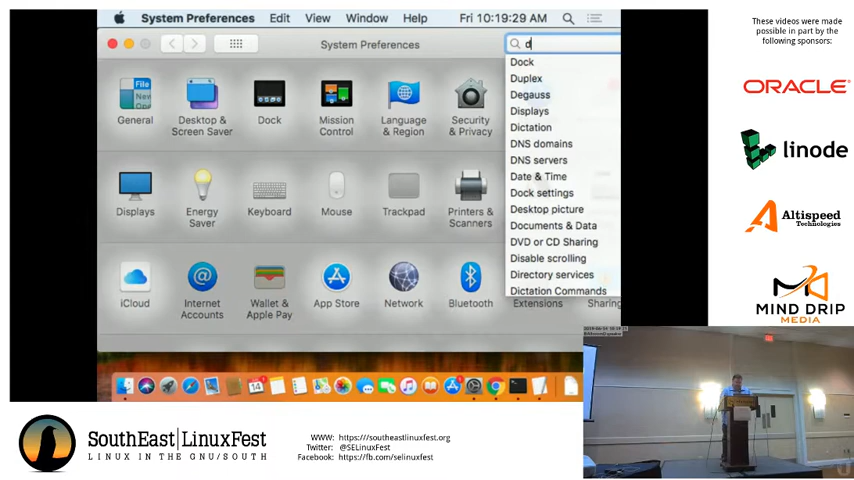 System Preferences Edit View Window Help Fri 10:19:29 AM
System Preferences
d
Dock
Duplex
Degauss
Displays
Dictation
DNS domains
DNS servers
Date & Time
Dock settings
Desktop picture
Documents & Data
DVD or CD Sharing
Disable scrolling
Directory services
Dictation Commands
General
Desktop &
Screen Saver
Dock
Mission
Control
Language
& Region
Security
& Privacy
Displays
Energy
Saver
Keyboard
Mouse
Trackpad
Printers &
Scanners
iCloud
Internet
Accounts
Wallet &
Apple Pay
App Store
Network
Bluetooth
Extensions
Sharing
These videos were made
possible in part by the
following sponsors:
ORACLE
linode
Altispeed
Technologies
MIND DRIP
MEDIA
SouthEast|LinuxFest
LINUX IN THE GNU/SOUTH
WWW: https:///southeastlinuxfest.org
Twitter: @SELinuxFest
Facebook: https://fb.com/selinuxfest